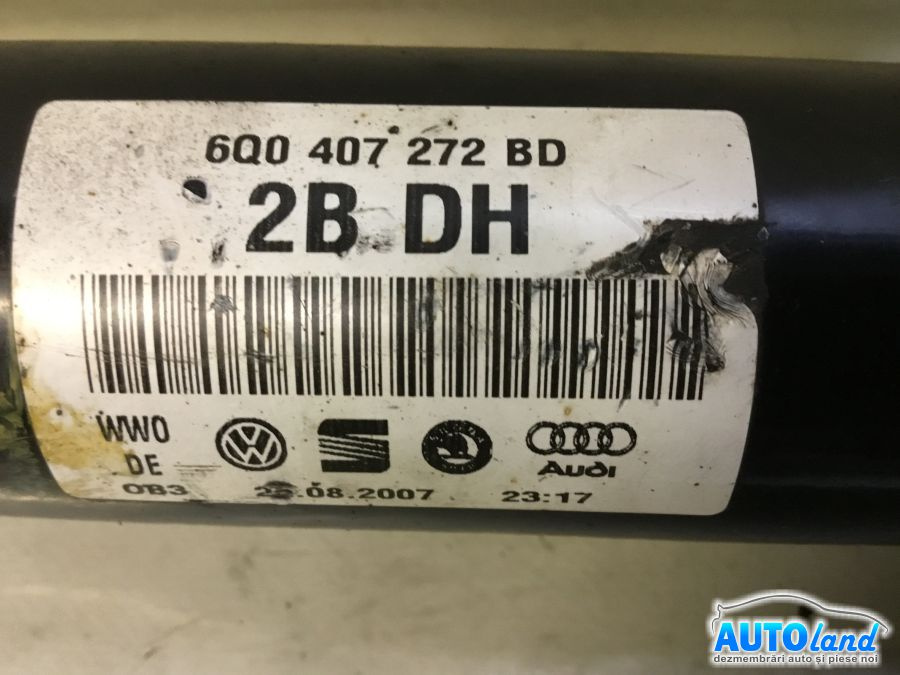 6Q0 407 272 BD
2B DH
WWO
DE
ŠKODA
AUDI
OB3 .08.2007 23:17
AUTOland
dezmembrări auto și piese noi